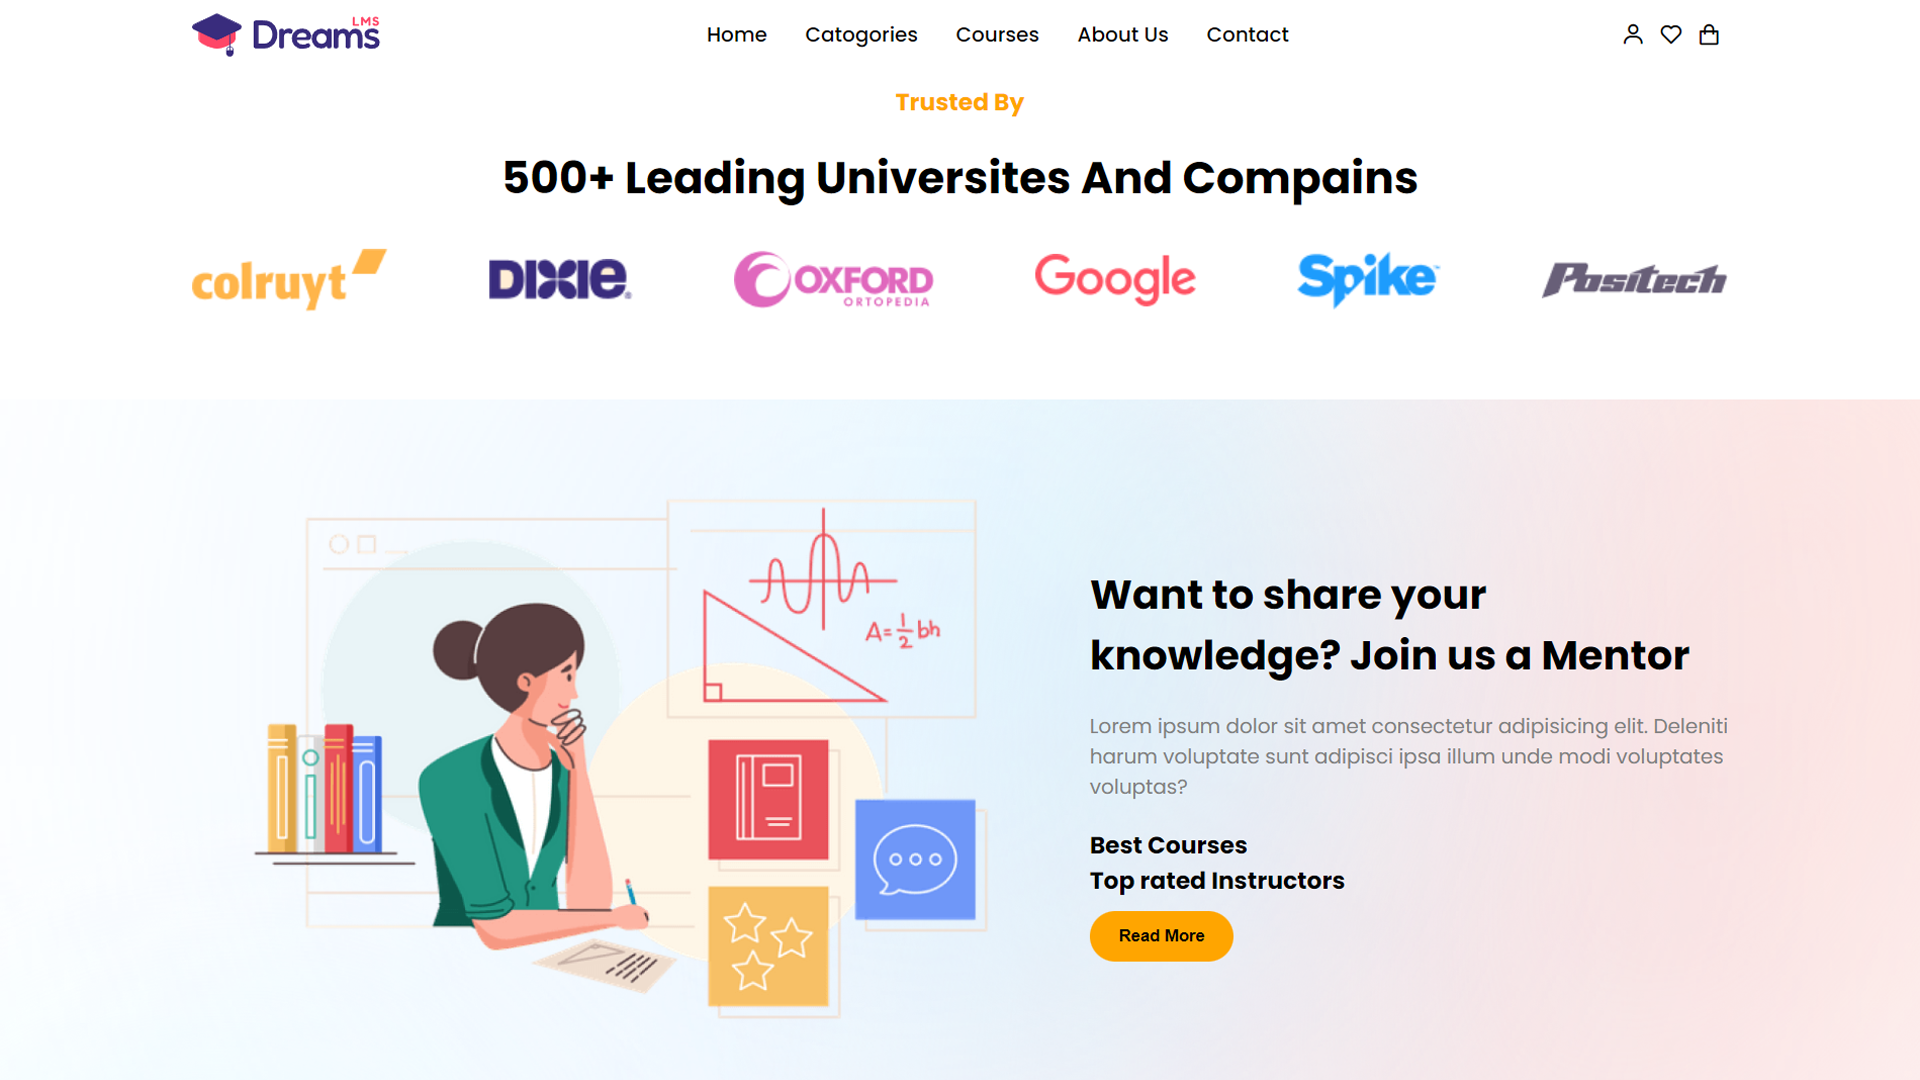 Dreams LMS
Home Catogories Courses About Us Contact
Trusted By
500+ Leading Universites And Compains
colruyt DIXIE® OXFORD ORTOPEDIA Google Spike™ Positech
A=1/2 bh
Want to share your
knowledge? Join us a Mentor
Lorem ipsum dolor sit amet consectetur adipisicing elit. Deleniti
harum voluptate sunt adipisci ipsa illum unde modi voluptates
voluptas?
Best Courses
Top rated Instructors
Read More